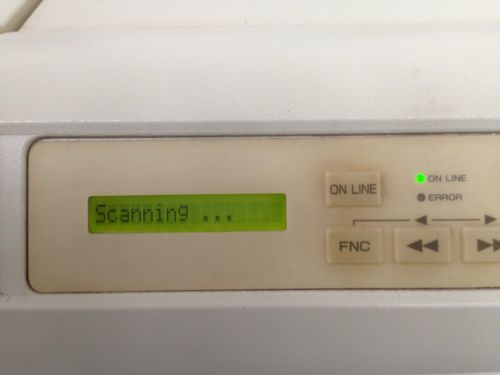 Scanning ...
ON LINE
ON LINE
ERROR
FNC